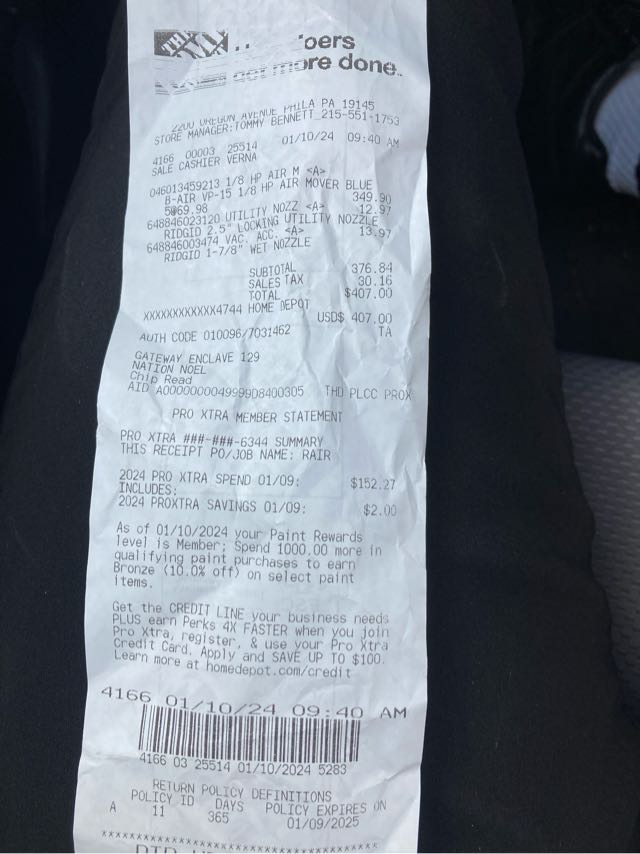 more done.
2200 OREGON AVENUE PHILA PA 19145
STORE MANAGER:TOMMY BENNETT 215-551-1753
4166 00003 25514 01/10/24 09:40 AM
SALE CASHIER VERNA
046013459213 1/8 HP AIR M <A>
B-AIR VP-15 1/8 HP AIR MOVER BLUE
5@69.98 349.90
648846023120 UTILITY NOZZ <A> 12.97
RIDGID 2.5" LOCKING UTILITY NOZZLE
648846003474 VAC. ACC. <A> 13.97
RIDGID 1-7/8" WET NOZZLE
SUBTOTAL 376.84
SALES TAX 30.16
TOTAL $407.00
XXXXXXXXXXXX4744 HOME DEPOT
USD$ 407.00
AUTH CODE 010096/7031462 TA
GATEWAY ENCLAVE 129
NATION NOEL
Chip Read
AID A0000000049999D8400305 THD PLCC PROX
PRO XTRA MEMBER STATEMENT
PRO XTRA ###-###-6344 SUMMARY
THIS RECEIPT PO/JOB NAME: RAIR
2024 PRO XTRA SPEND 01/09: $152.27
INCLUDES:
2024 PROXTRA SAVINGS 01/09: $2.00
As of 01/10/2024 your Paint Rewards
level is Member; Spend 1000.00 more in
qualifying paint purchases to earn
Bronze (10.0% off) on select paint
items.
Get the CREDIT LINE your business needs
PLUS earn Perks 4X FASTER when you join
Pro Xtra, register, & use your Pro Xtra
Credit Card. Apply and SAVE UP TO $100.
Learn more at homedepot.com/credit
4166 01/10/24 09:40 AM
4166 03 25514 01/10/2024 5283
RETURN POLICY DEFINITIONS
POLICY ID DAYS POLICY EXPIRES ON
A 11 365 01/09/2025